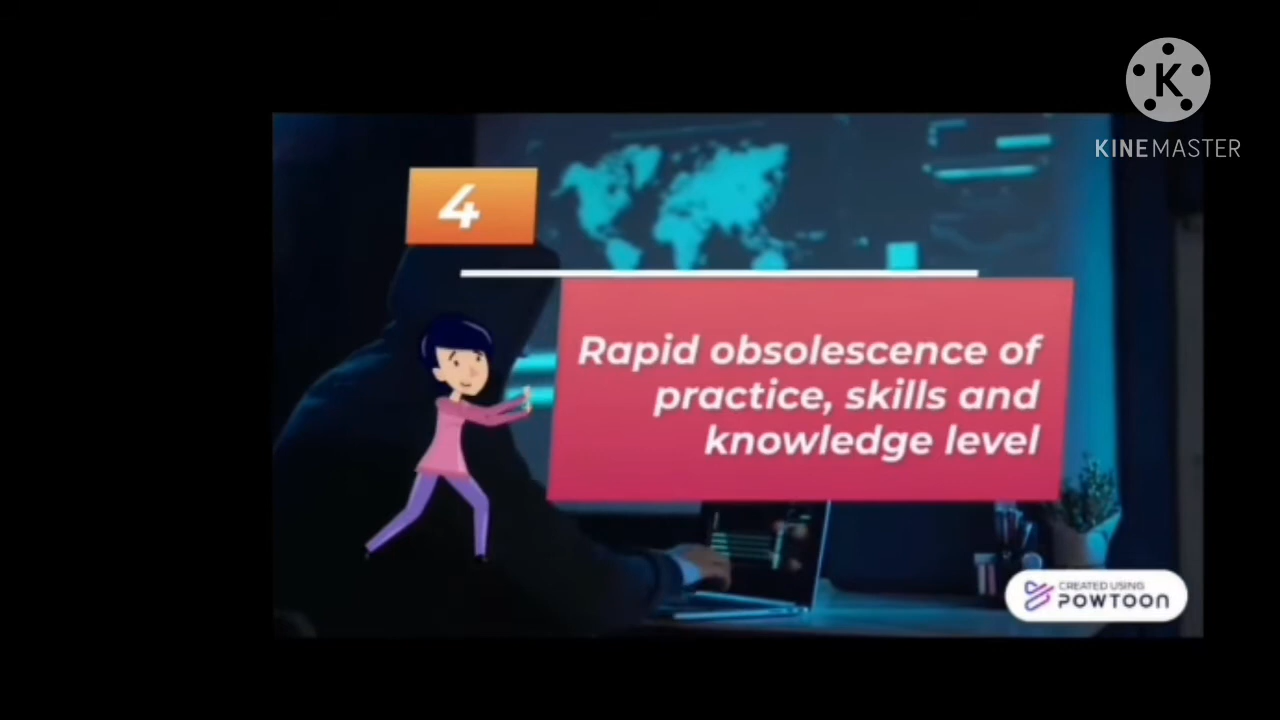 K
KINEMASTER
4
Rapid obsolescence of
practice, skills and
knowledge level
CREATED USING
POWTOON